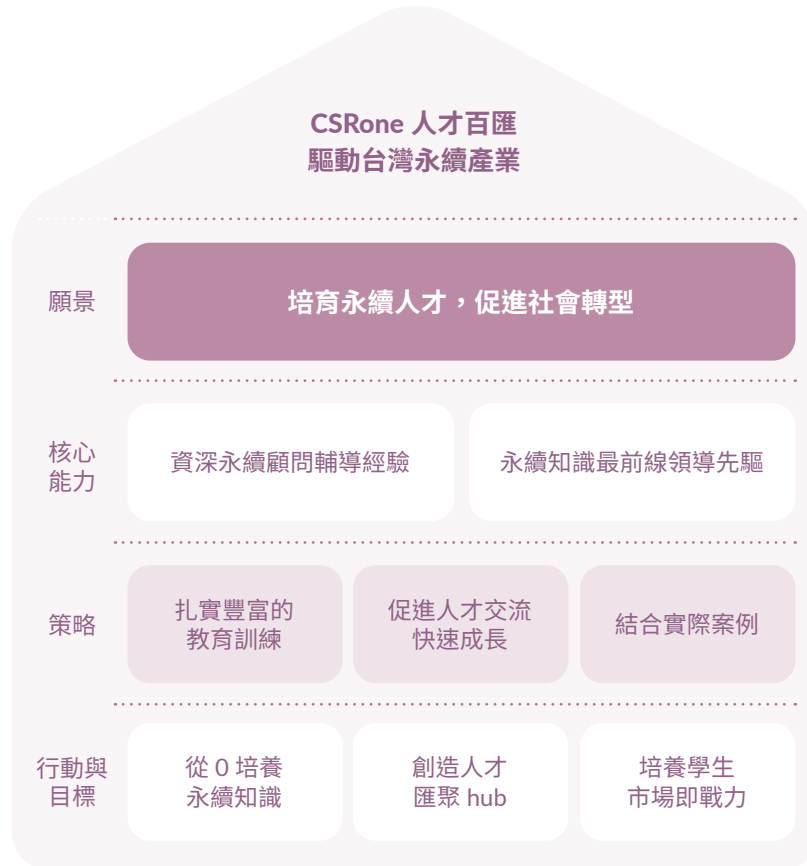 CSRone 人才百匯
驅動台灣永續產業
願景
培育永續人才，促進社會轉型
核心
能力
資深永續顧問輔導經驗
永續知識最前線領導先驅
策略
扎實豐富的
教育訓練
促進人才交流
快速成長
結合實際案例
行動與
目標
從 0 培養
永續知識
創造人才
匯聚 hub
培養學生
市場即戰力